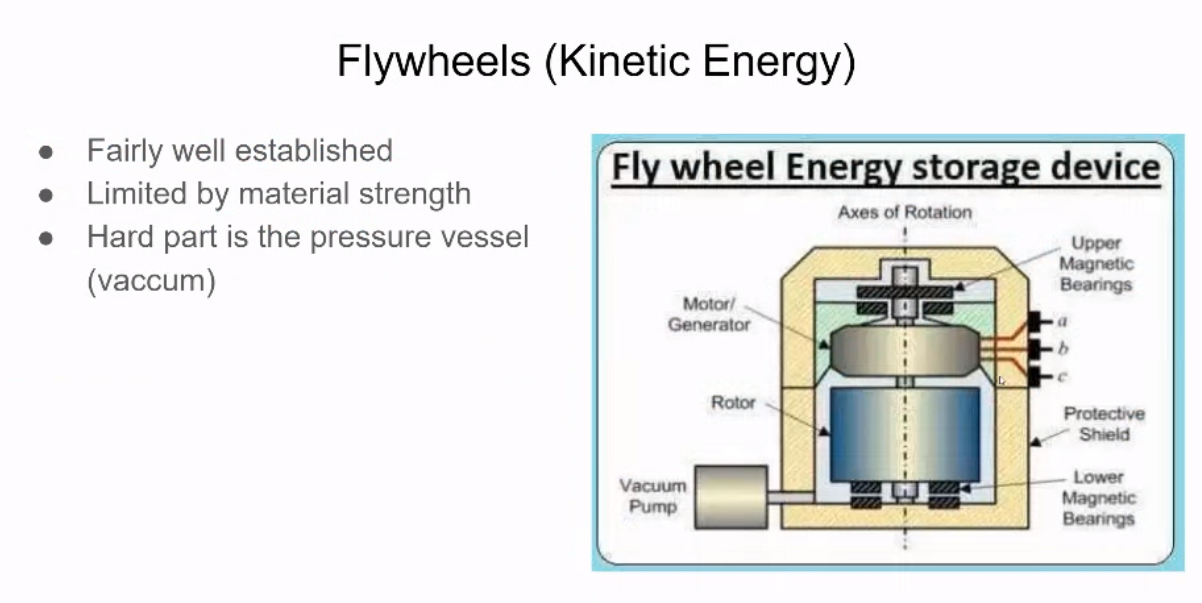 Flywheels (Kinetic Energy)
● Fairly well established
● Limited by material strength
● Hard part is the pressure vessel
(vaccum)
Fly wheel Energy storage device
Axes of Rotation
Upper
Magnetic
Bearings
Motor/
Generator
a
b
c
Rotor
Protective
Shield
Vacuum
Pump
Lower
Magnetic
Bearings